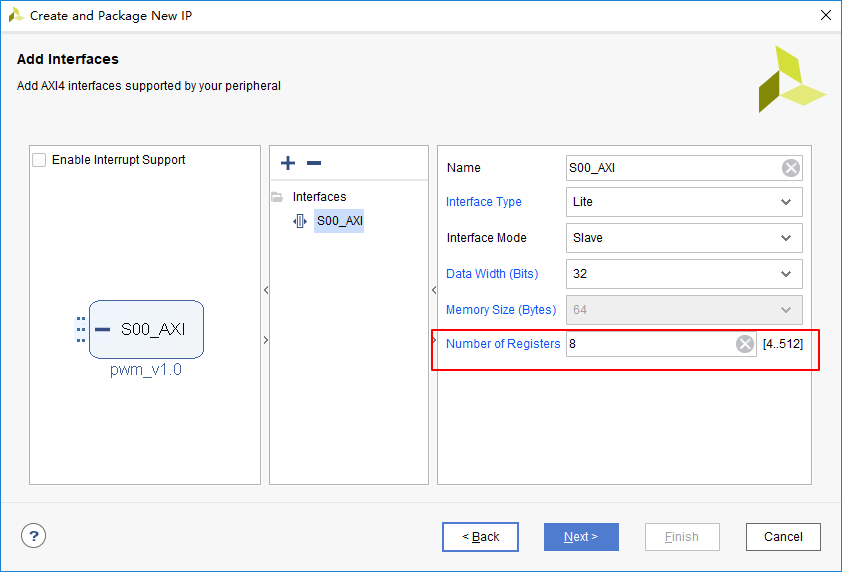 Create and Package New IP
Add Interfaces
Add AXI4 interfaces supported by your peripheral
Enable Interrupt Support
S00_AXI
pwm_v1.0
Interfaces
S00_AXI
Name S00_AXI
Interface Type Lite
Interface Mode Slave
Data Width (Bits) 32
Memory Size (Bytes) 64
Number of Registers 8 [4..512]
? < Back Next > Finish Cancel